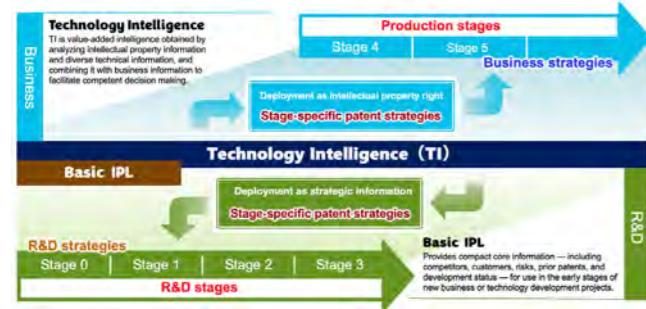 Technology Intelligence
TI is value-added intelligence obtained by
analyzing intellectual property information
and diverse technical information, and
combining it with business information to
facilitate competent decision making.
Business
Production stages
Stage 4
Stage 5
Business strategies
Deployment as intellectual property right
Stage-specific patent strategies
Technology Intelligence (TI)
Basic IPL
Deployment as strategic information
Stage-specific patent strategies
R&D strategies
Stage 0
Stage 1
Stage 2
Stage 3
R&D stages
Basic IPL
Provides compact core information — including
competitors, customers, risks, prior patents, and
development status — for use in the early stages of
new business or technology development projects.
R&D